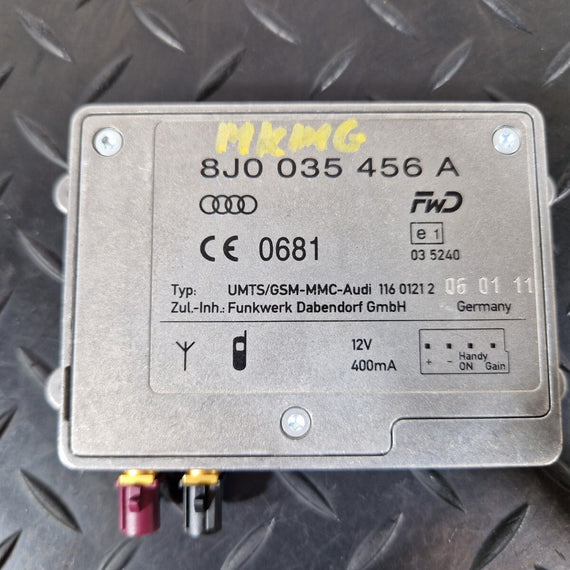 MKMG
8J0 035 456 A
FWD
CE 0681
e 1
03 5240
Typ: UMTS/GSM-MMC-Audi 116 0121 2 06 01 11
Zul.-Inh.: Funkwerk Dabendorf GmbH Germany
12V
400mA
+ - Handy ON Gain